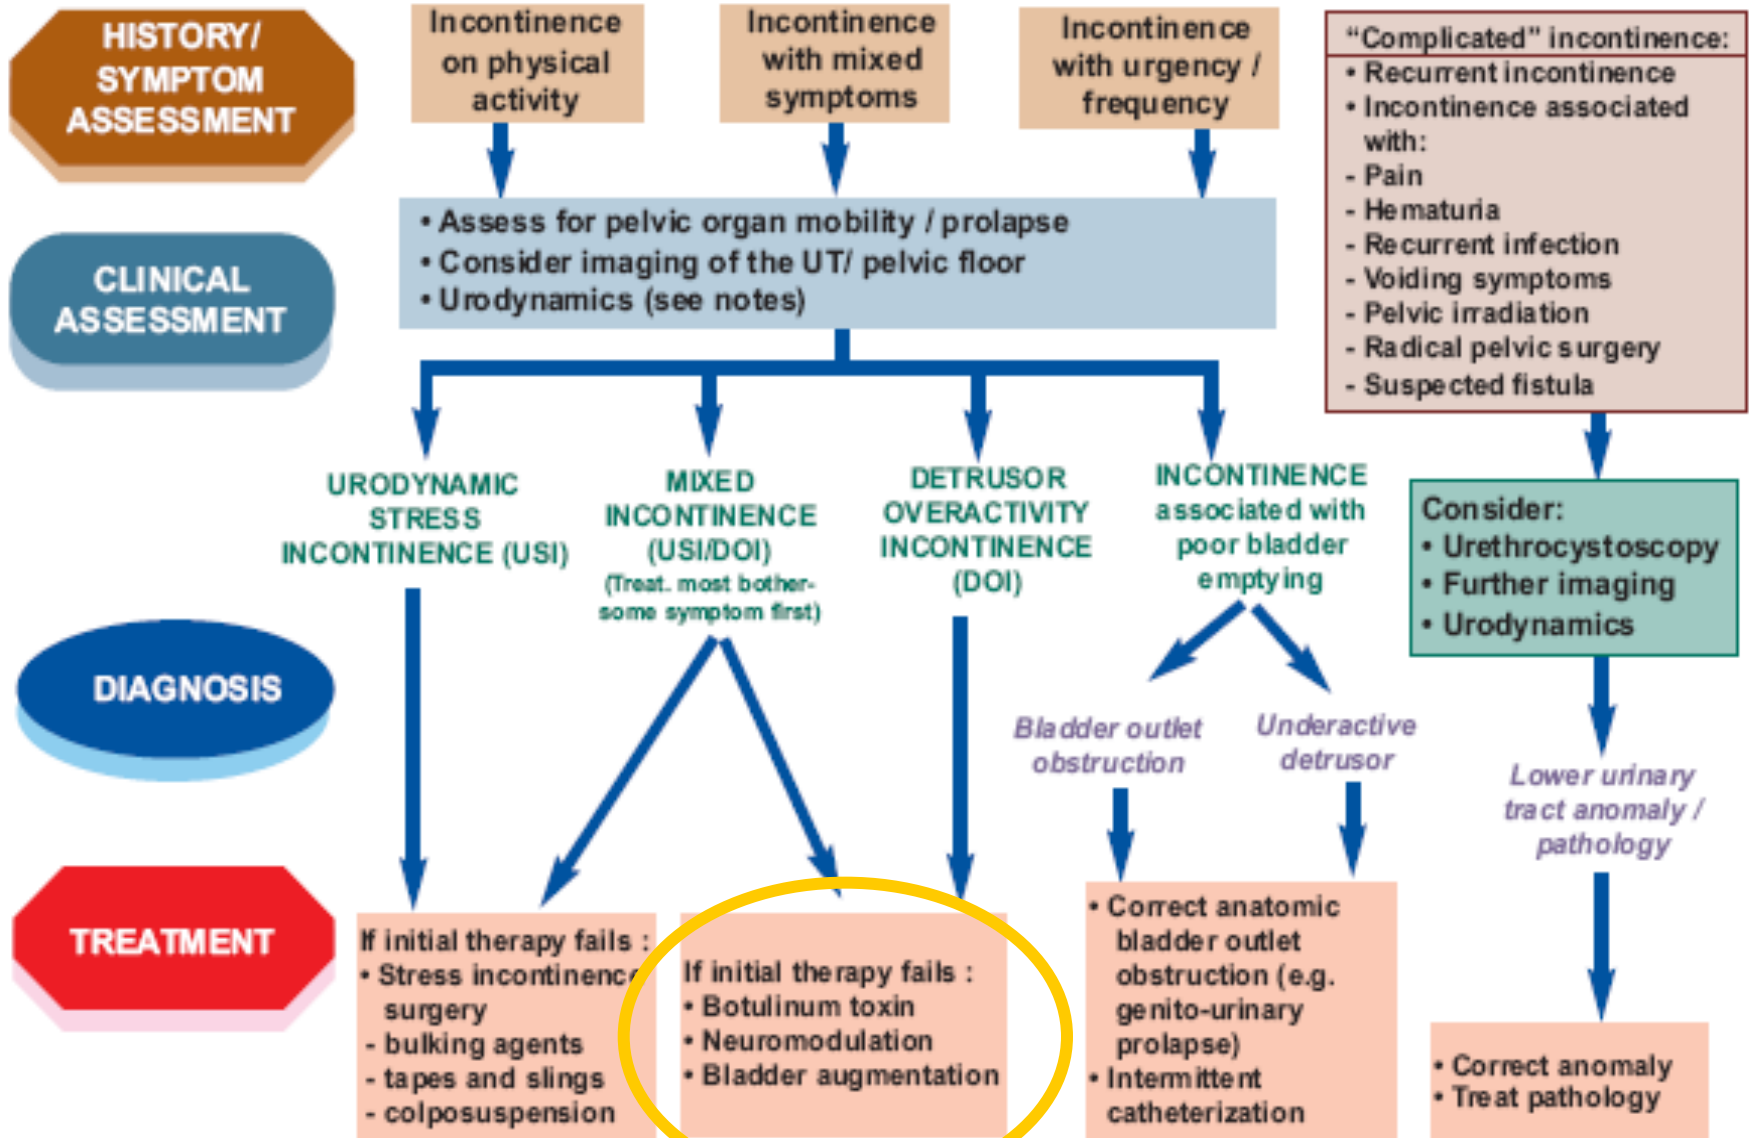 HISTORY/
SYMPTOM
ASSESSMENT
Incontinence
on physical
activity
Incontinence
with mixed
symptoms
Incontinence
with urgency /
frequency
“Complicated” incontinence:
• Recurrent incontinence
• Incontinence associated
with:
- Pain
- Hematuria
- Recurrent infection
- Voiding symptoms
- Pelvic irradiation
- Radical pelvic surgery
- Suspected fistula
CLINICAL
ASSESSMENT
• Assess for pelvic organ mobility / prolapse
• Consider imaging of the UT/ pelvic floor
• Urodynamics (see notes)
URODYNAMIC
STRESS
INCONTINENCE (USI)
MIXED
INCONTINENCE
(USI/DOI)
(Treat. most bother-
some symptom first)
DETRUSOR
OVERACTIVITY
INCONTINENCE
(DOI)
INCONTINENCE
associated with
poor bladder
emptying
Consider:
• Urethrocystoscopy
• Further imaging
• Urodynamics
DIAGNOSIS
Bladder outlet
obstruction
Underactive
detrusor
Lower urinary
tract anomaly /
pathology
TREATMENT
If initial therapy fails :
• Stress incontinence
surgery
- bulking agents
- tapes and slings
- colposuspension
If initial therapy fails :
• Botulinum toxin
• Neuromodulation
• Bladder augmentation
• Correct anatomic
bladder outlet
obstruction (e.g.
genito-urinary
prolapse)
• Intermittent
catheterization
• Correct anomaly
• Treat pathology